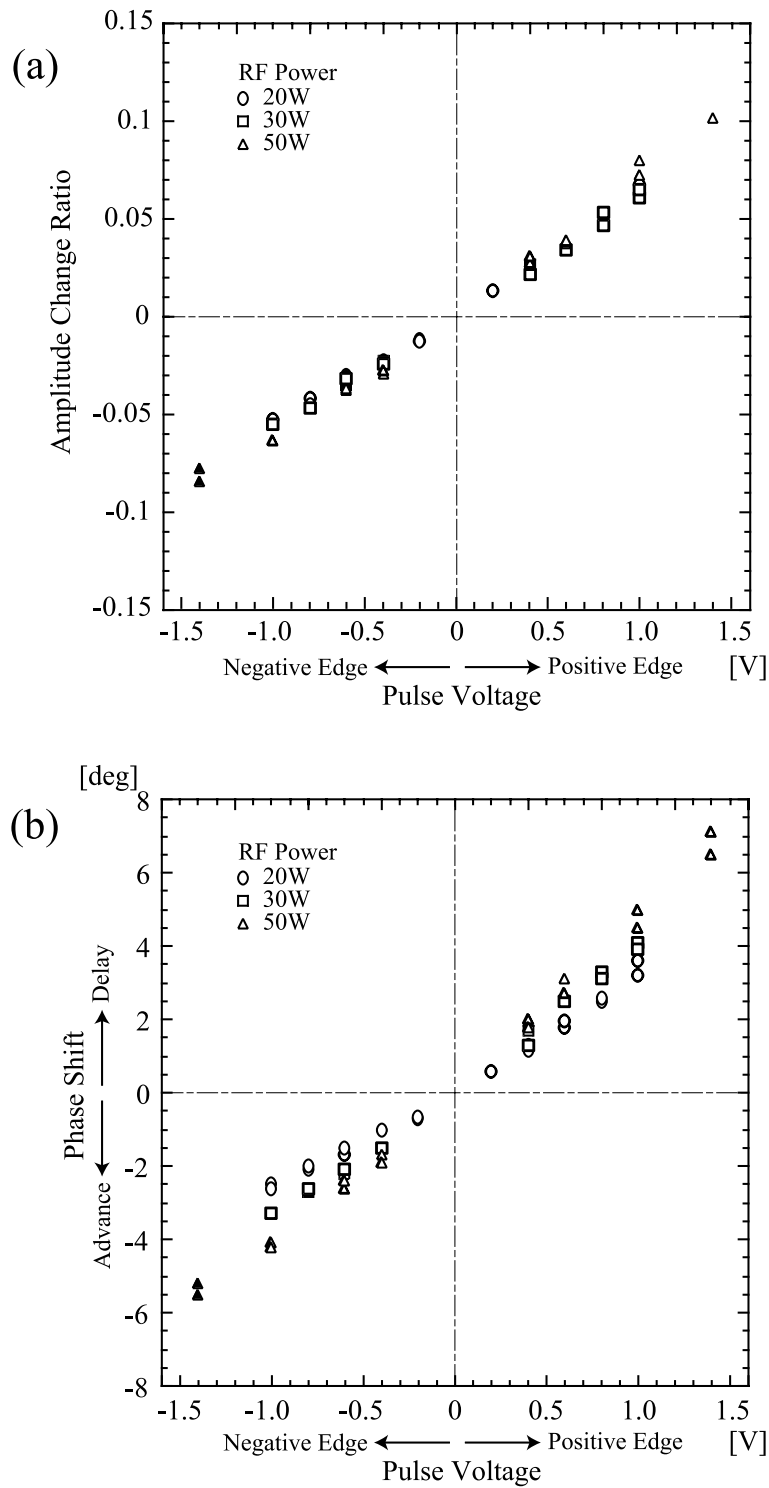 (a)
0.15
0.1
0.05
0
-0.05
-0.1
-0.15
Amplitude Change Ratio
RF Power
20W
30W
50W
-1.5 -1.0 -0.5 0 0.5 1.0 1.5
Negative Edge Positive Edge [V]
Pulse Voltage
[deg]
(b)
8
6
4
2
0
-2
-4
-6
-8
Delay
Phase Shift
Advance
RF Power
20W
30W
50W
-1.5 -1.0 -0.5 0 0.5 1.0 1.5
Negative Edge Positive Edge [V]
Pulse Voltage